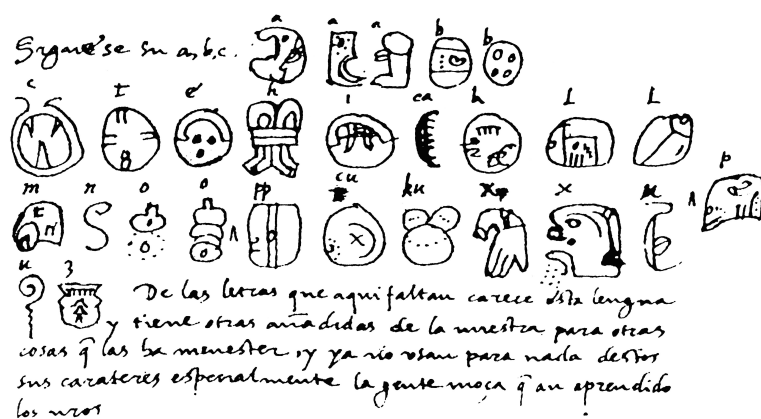 Siguese su a, b, c. a a a b b
c t e h i ca k l l
m n o o pp cu ku x x u p
u z De las letras que aqui faltan carece esta lengua
y tiene otras añadidas de la nuestra para otras
cosas q̃ las ha menester, y ya no usan para nada destos
sus carateres especialmente la gente moça q̃ an aprendido
los nros